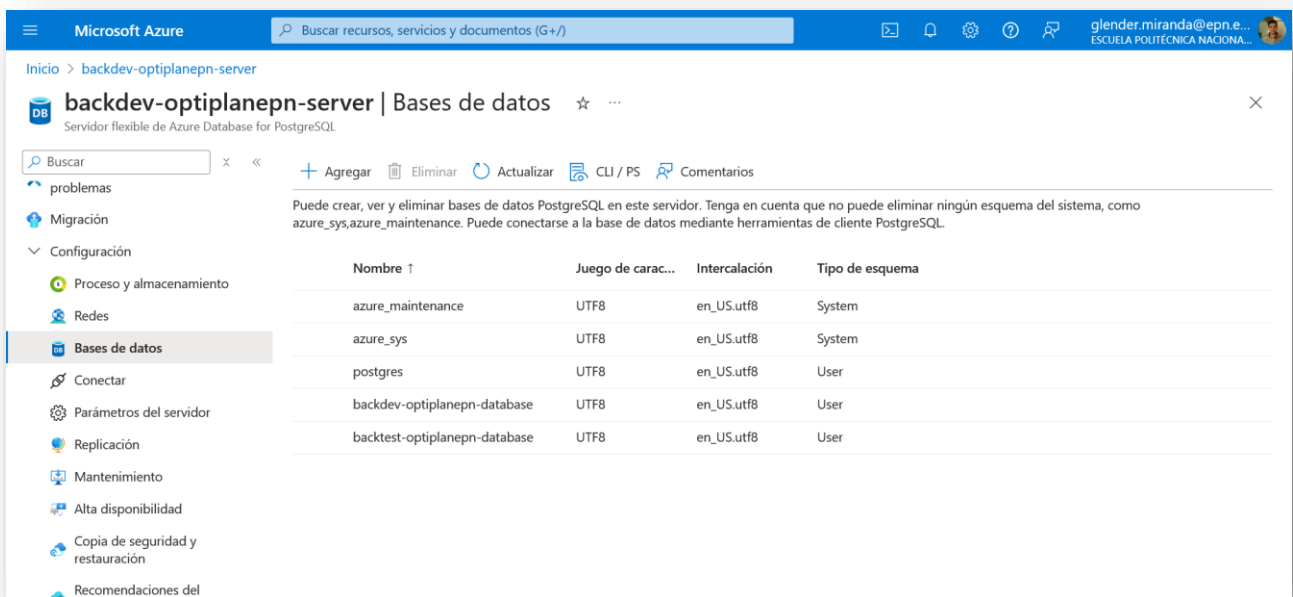 Microsoft Azure
Buscar recursos, servicios y documentos (G+/)
glender.miranda@epn.e...
ESCUELA POLITÉCNICA NACIONA...
Inicio > backdev-optiplanepn-server
DB
backdev-optiplanepn-server | Bases de datos
Servidor flexible de Azure Database for PostgreSQL
Buscar
Agregar Eliminar Actualizar CLI / PS Comentarios
problemas
Migración
Configuración
Proceso y almacenamiento
Redes
Bases de datos
Conectar
Parámetros del servidor
Replicación
Mantenimiento
Alta disponibilidad
Copia de seguridad y
restauración
Recomendaciones del
Puede crear, ver y eliminar bases de datos PostgreSQL en este servidor. Tenga en cuenta que no puede eliminar ningún esquema del sistema, como
azure_sys,azure_maintenance. Puede conectarse a la base de datos mediante herramientas de cliente PostgreSQL.
Nombre ↑ Juego de carac... Intercalación Tipo de esquema
azure_maintenance UTF8 en_US.utf8 System
azure_sys UTF8 en_US.utf8 System
postgres UTF8 en_US.utf8 User
backdev-optiplanepn-database UTF8 en_US.utf8 User
backtest-optiplanepn-database UTF8 en_US.utf8 User